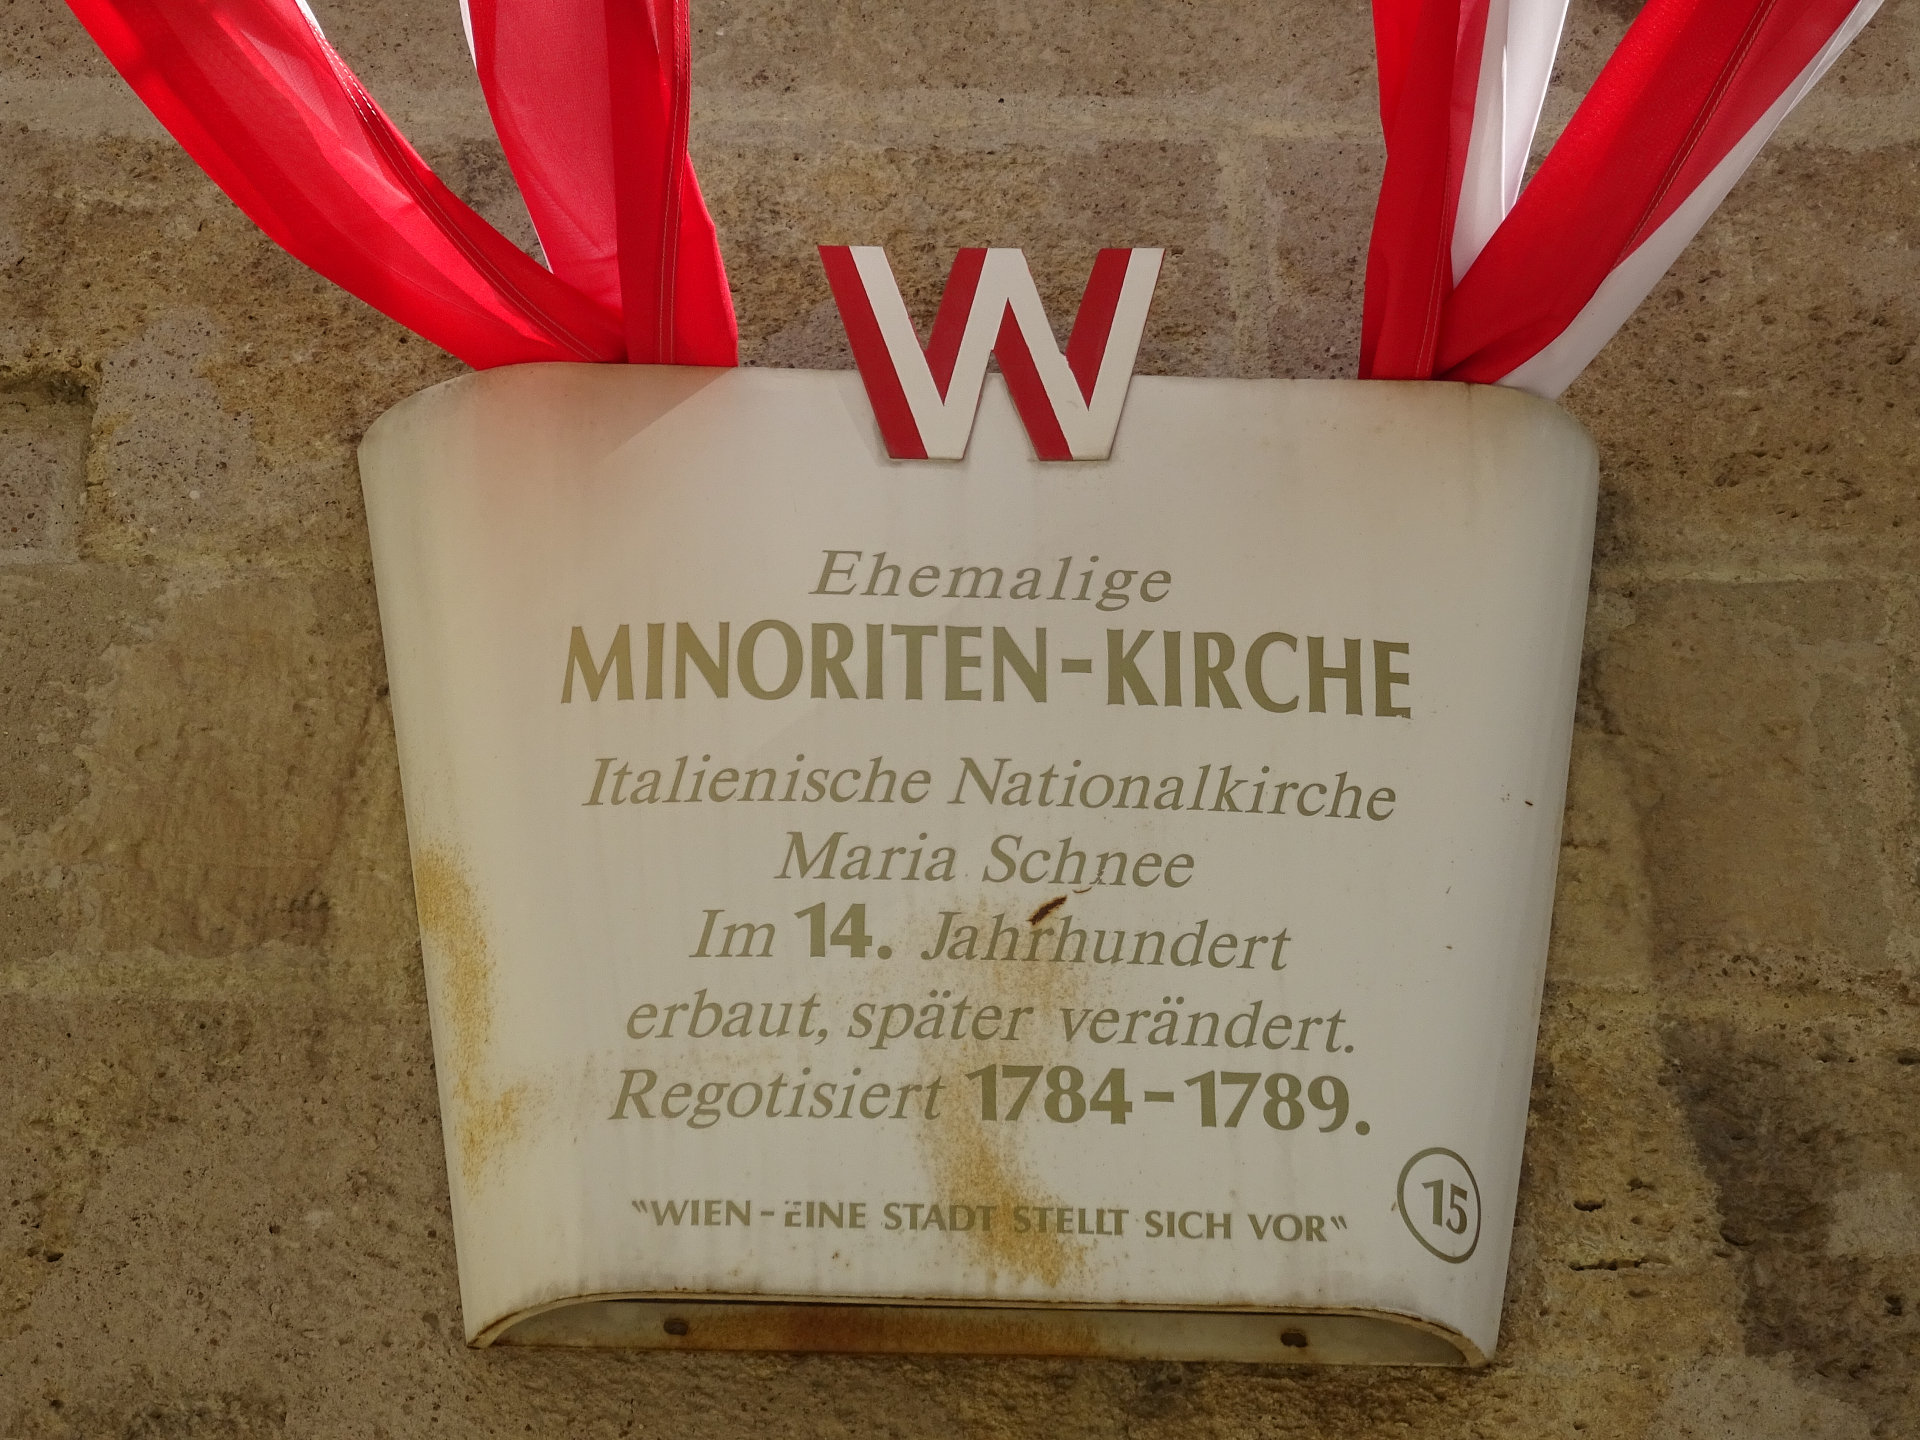 W
Ehemalige
MINORITEN-KIRCHE
Italienische Nationalkirche
Maria Schnee
Im 14. Jahrhundert
erbaut, später verändert.
Regotisiert 1784-1789.
"WIEN-EINE STADT STELLT SICH VOR"
15